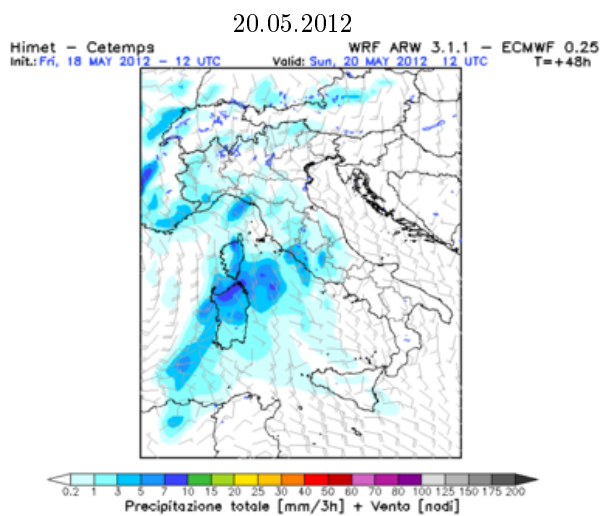 20.05.2012
Himet – Cetemps WRF ARW 3.1.1 – ECMWF 0.25
Init.: Fri, 18 MAY 2012 – 12 UTC Valid: Sun, 20 MAY 2012 12 UTC T=+48h
0.2 1 3 5 7 10 15 20 25 30 40 50 60 70 80 100 125 150 175 200
Precipitazione totale [mm/3h] + Vento [nodi]